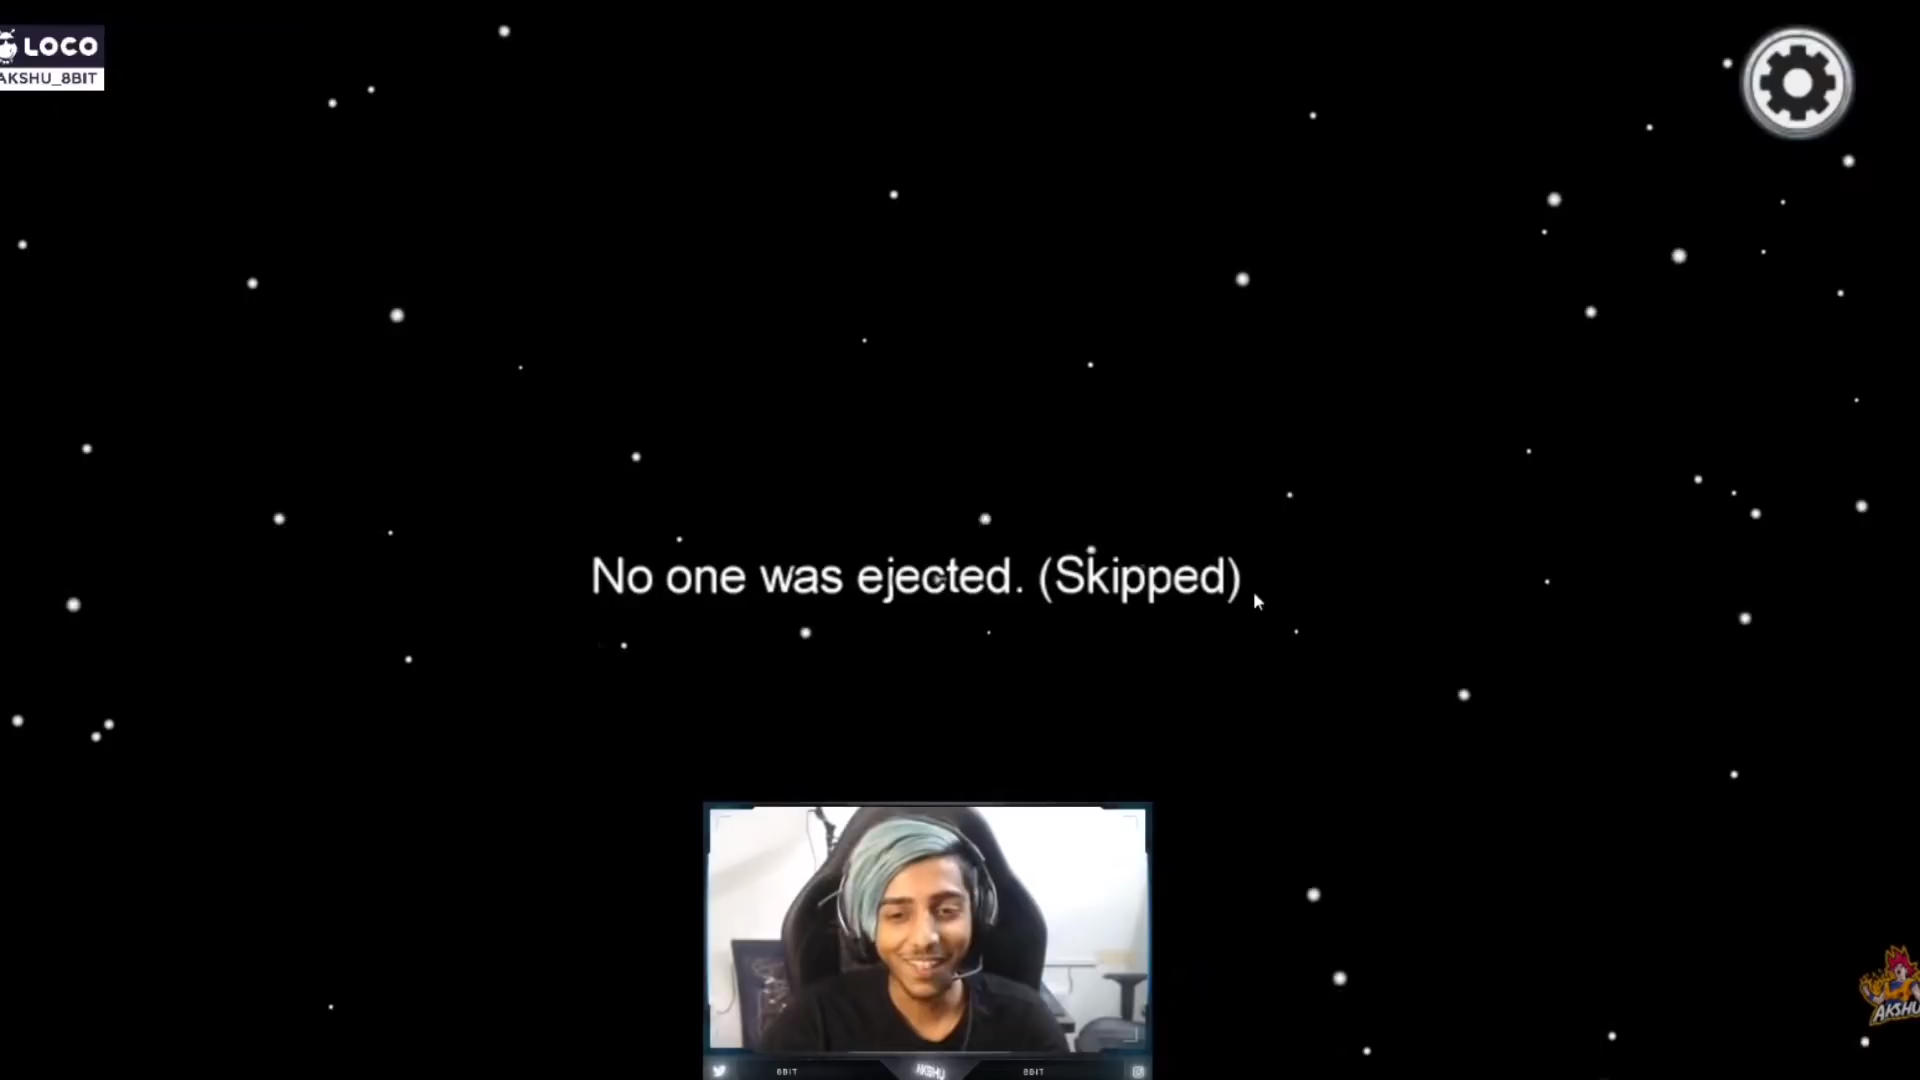 LOCO
AKSHU_8BIT
No one was ejected. (Skipped)
8BIT
AKSHU
8BIT
AKSHU